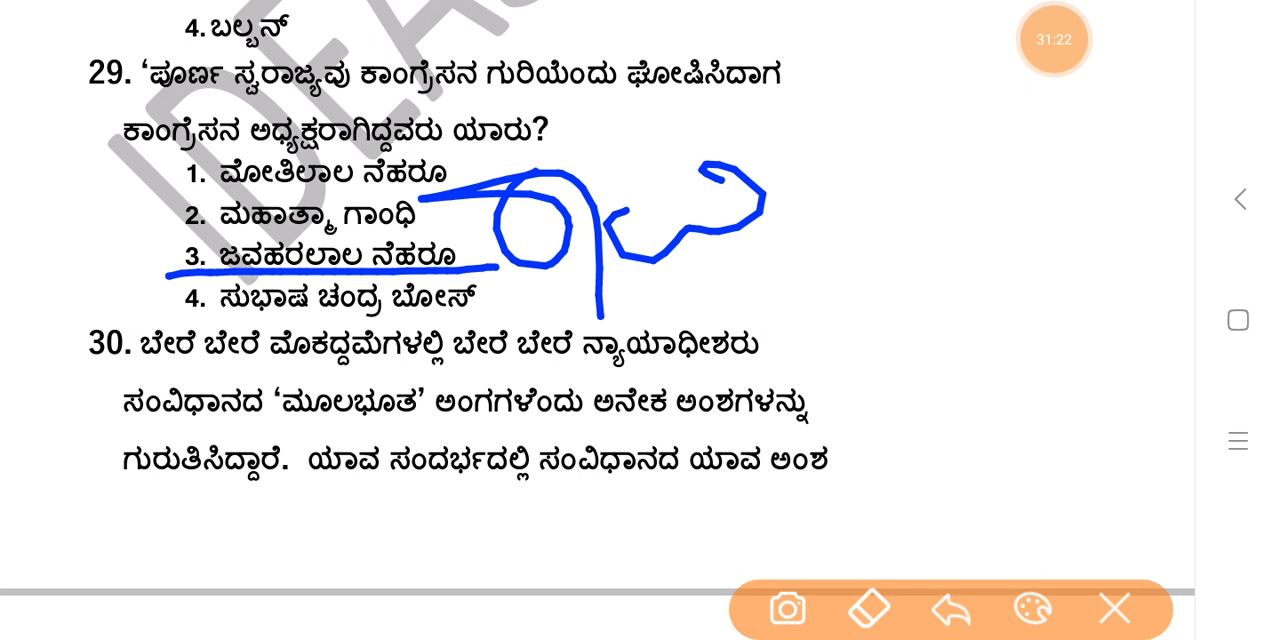 4. ಬಲ್ಬನ್
31:22
29. ‘ಪೂರ್ಣ ಸ್ವರಾಜ್ಯವು ಕಾಂಗ್ರೆಸನ ಗುರಿಯೆಂದು ಘೋಷಿಸಿದಾಗ
ಕಾಂಗ್ರೆಸನ ಅಧ್ಯಕ್ಷರಾಗಿದ್ದವರು ಯಾರು?
1. ಮೋತಿಲಾಲ ನೆಹರೂ
2. ಮಹಾತ್ಮಾ ಗಾಂಧಿ
3. ಜವಹರಲಾಲ ನೆಹರೂ
4. ಸುಭಾಷ ಚಂದ್ರ ಬೋಸ್
30. ಬೇರೆ ಬೇರೆ ಮೊಕದ್ದಮೆಗಳಲ್ಲಿ ಬೇರೆ ಬೇರೆ ನ್ಯಾಯಾಧೀಶರು
ಸಂವಿಧಾನದ ‘ಮೂಲಭೂತ’ ಅಂಗಗಳೆಂದು ಅನೇಕ ಅಂಶಗಳನ್ನು
ಗುರುತಿಸಿದ್ದಾರೆ. ಯಾವ ಸಂದರ್ಭದಲ್ಲಿ ಸಂವಿಧಾನದ ಯಾವ ಅಂಶ